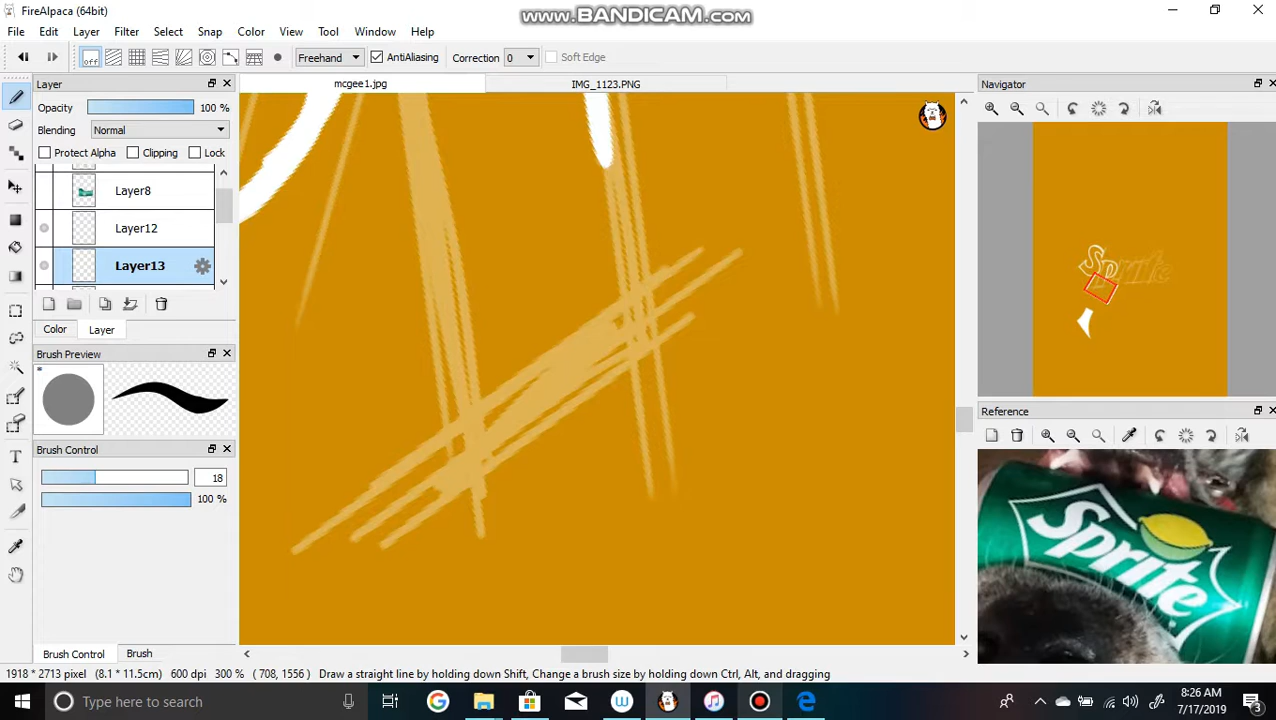 FireAlpaca (64bit)
www.BANDICAM.com
File Edit Layer Filter Select Snap Color View Tool Window Help
off Freehand AntiAliasing Correction 0 Soft Edge
Layer mcgee1.jpg IMG_1123.PNG Navigator
Opacity 100 %
Blending Normal
Protect Alpha Clipping Lock
Layer8
Layer12
Layer13
Sprite
Color Layer
Brush Preview
Reference
Brush Control
18
100 %
Sprite
Brush Control Brush
1918 * 2713 pixel (8.1 * 11.5cm) 600 dpi 300 % ( 708, 1556 ) Draw a straight line by holding down Shift, Change a brush size by holding down Ctrl, Alt, and dragging
Type here to search
8:26 AM
7/17/2019
3